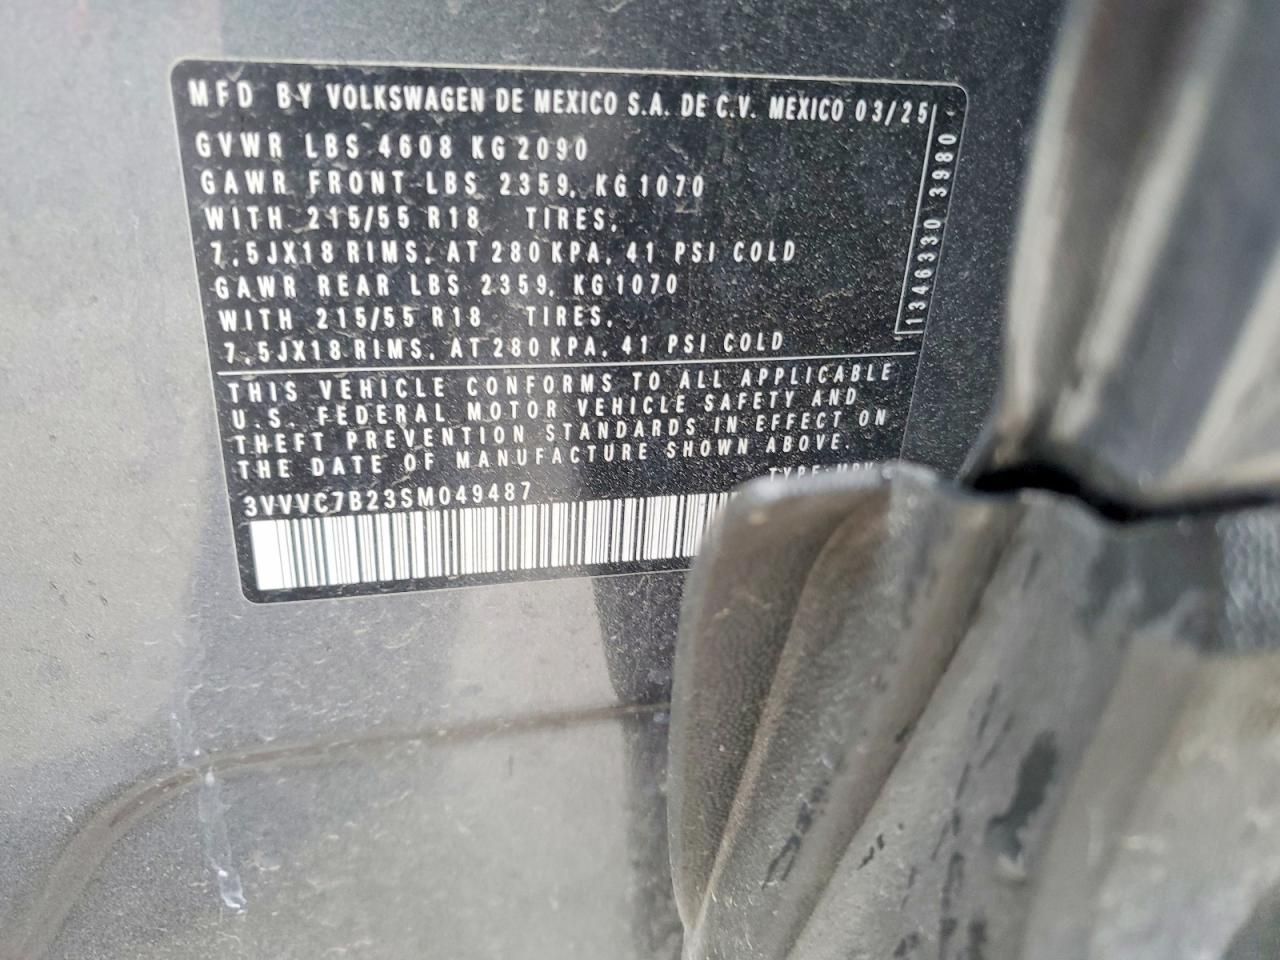 MFD BY VOLKSWAGEN DE MEXICO S.A. DE C.V. MEXICO 03/25
GVWR LBS 4608 KG 2090
GAWR FRONT LBS 2359, KG 1070
WITH 215/55 R18 TIRES,
7,5JX18 RIMS, AT 280 KPA, 41 PSI COLD
GAWR REAR LBS 2359, KG 1070
WITH 215/55 R18 TIRES,
7,5JX18 RIMS, AT 280 KPA, 41 PSI COLD
1346330 3980
THIS VEHICLE CONFORMS TO ALL APPLICABLE
U.S. FEDERAL MOTOR VEHICLE SAFETY AND
THEFT PREVENTION STANDARDS IN EFFECT ON
THE DATE OF MANUFACTURE SHOWN ABOVE.
TYPE:
3VVVC7B23SM049487